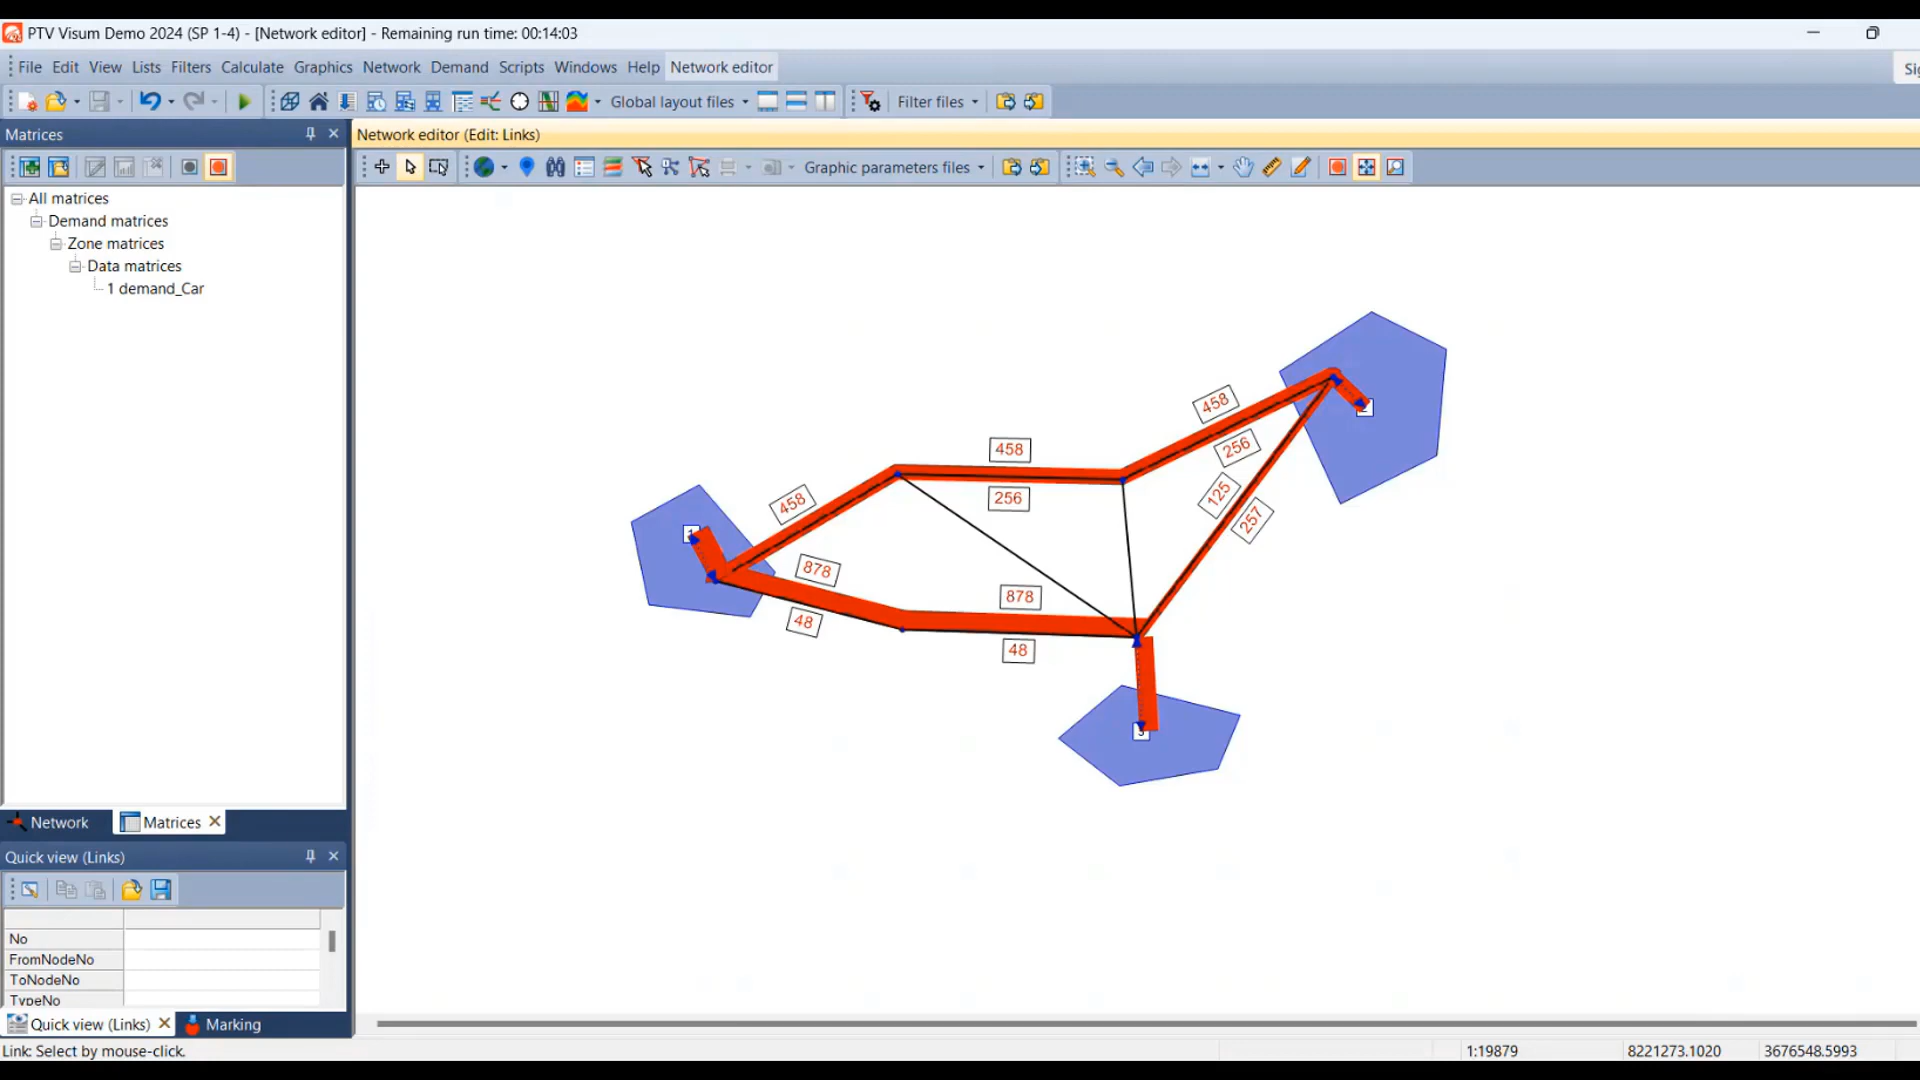 PTV Visum Demo 2024 (SP 1-4) - [Network editor] - Remaining run time: 00:14:03
File Edit View Lists Filters Calculate Graphics Network Demand Scripts Windows Help Network editor
Global layout files Filter files
Matrices
Network editor (Edit: Links)
Graphic parameters files
All matrices
Demand matrices
Zone matrices
Data matrices
1 demand_Car
458
458
458
256
256
125
257
1
2
878
48
878
48
3
Network Matrices
Quick view (Links)
No
FromNodeNo
ToNodeNo
TypeNo
Quick view (Links) Marking
Link: Select by mouse-click.
1:19879 8221273.1020 3676548.5993